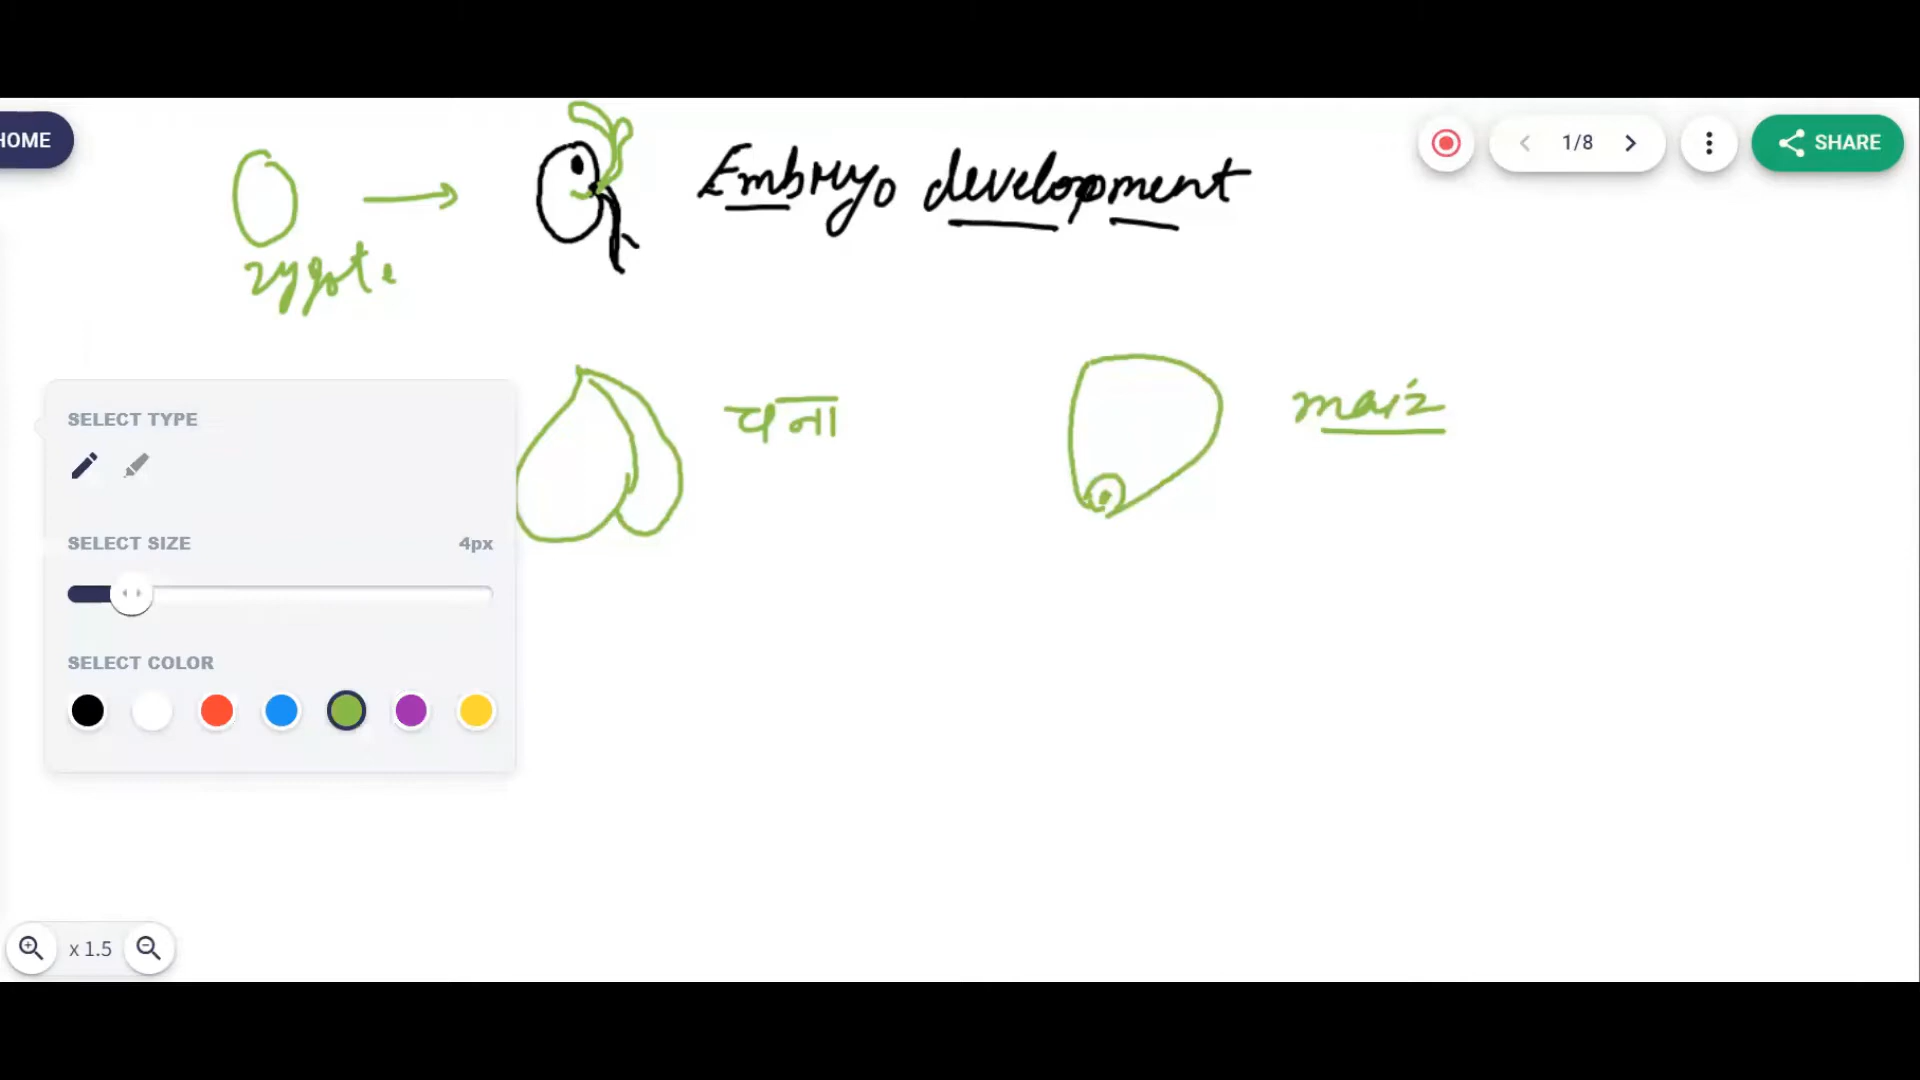 HOME
Embryo development
1/8
SHARE
zygote
चना
maiz
SELECT TYPE
SELECT SIZE 4px
SELECT COLOR
x 1.5